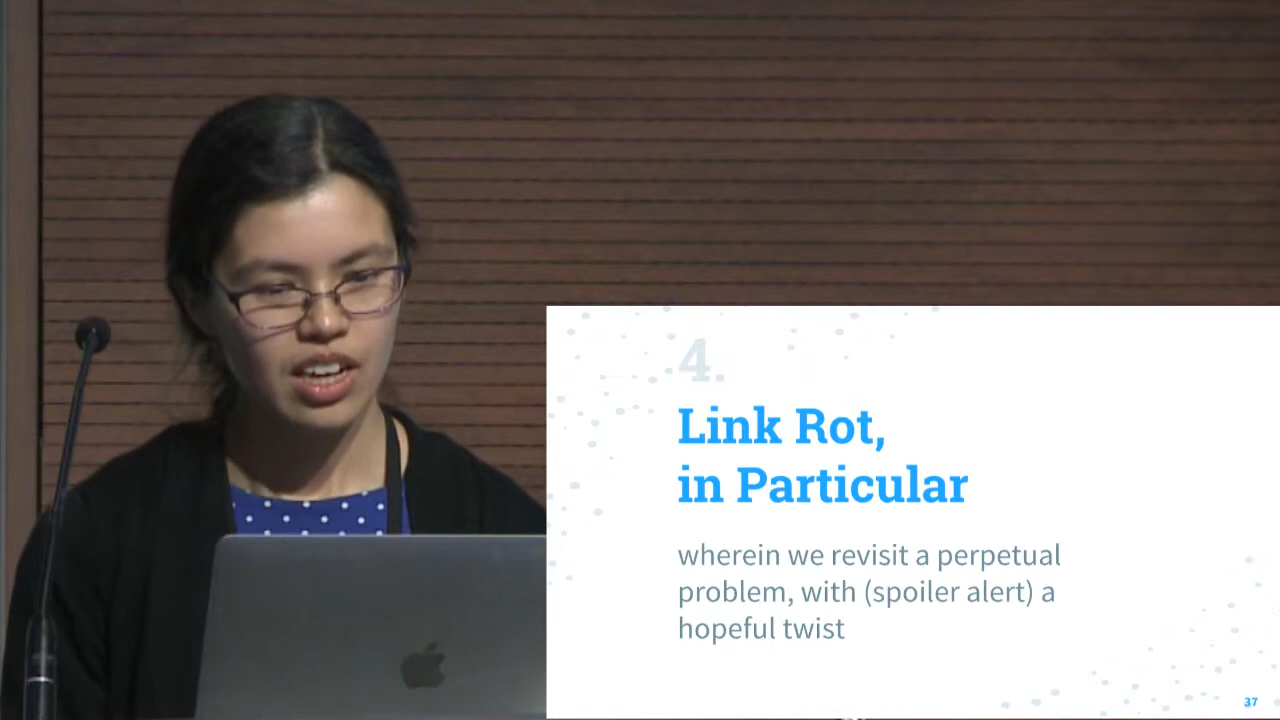 4.
Link Rot,
in Particular
wherein we revisit a perpetual
problem, with (spoiler alert) a
hopeful twist
37